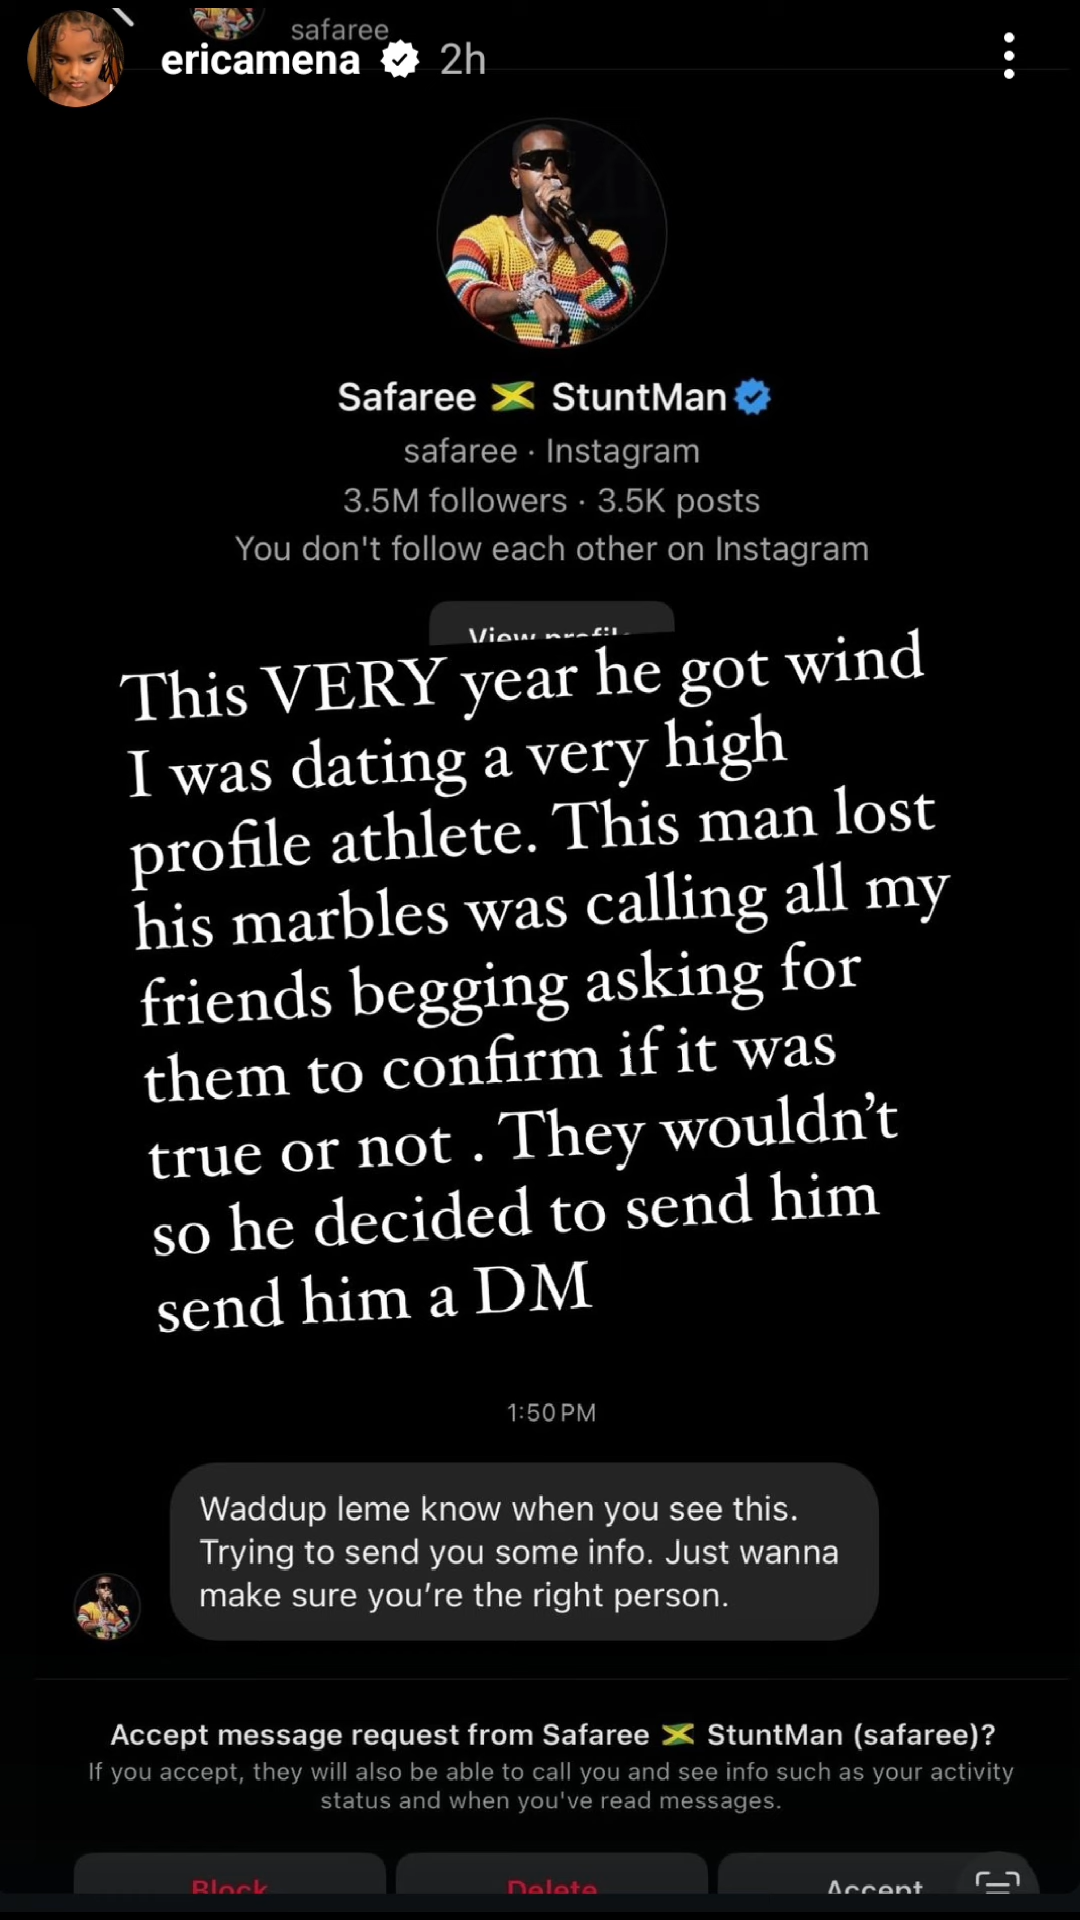 safaree
ericamena 2h
Safaree 🇯🇲 StuntMan
safaree · Instagram
3.5M followers · 3.5K posts
You don't follow each other on Instagram
View profile
This VERY year he got wind
I was dating a very high
profile athlete. This man lost
his marbles was calling all my
friends begging asking for
them to confirm if it was
true or not . They wouldn't
so he decided to send him
send him a DM
1:50 PM
Waddup leme know when you see this.
Trying to send you some info. Just wanna
make sure you're the right person.
Accept message request from Safaree 🇯🇲 StuntMan (safaree)?
If you accept, they will also be able to call you and see info such as your activity
status and when you've read messages.
Block Delete Accept